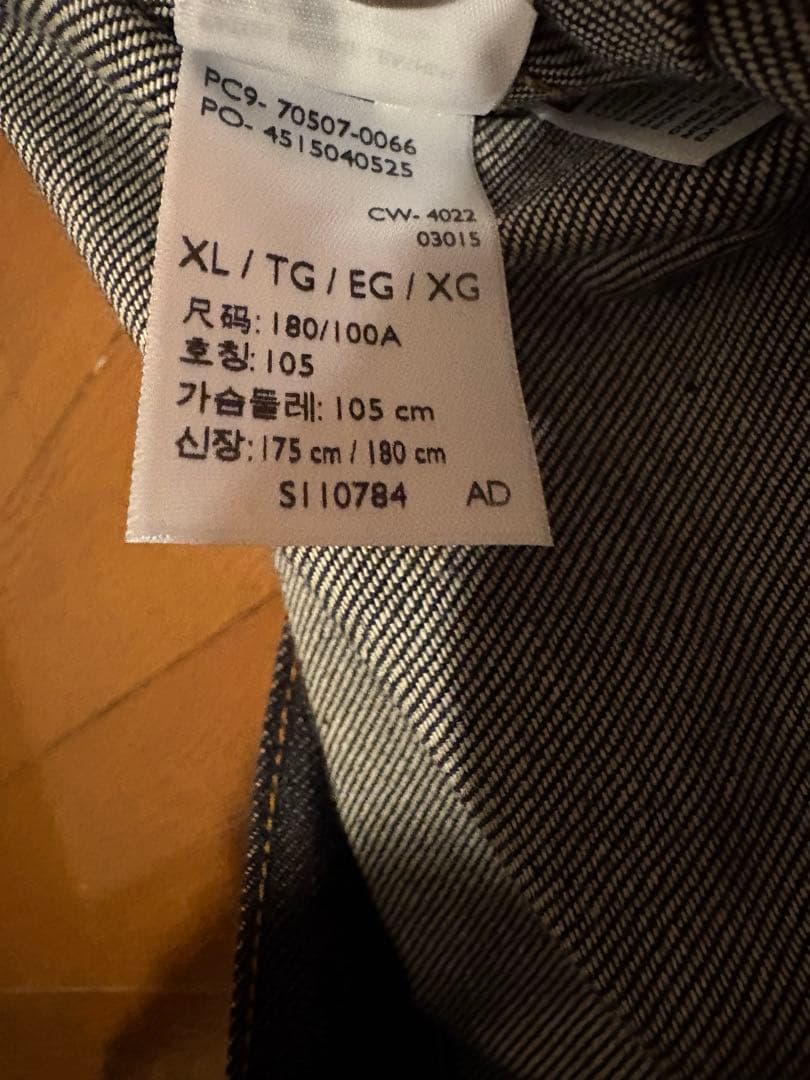 PC9- 70507-0066
PO- 4515040525
CW- 4022
03015
XL / TG / EG / XG
尺码: 180/100A
호칭: 105
가슴둘레: 105 cm
신장: 175 cm / 180 cm
S110784 AD